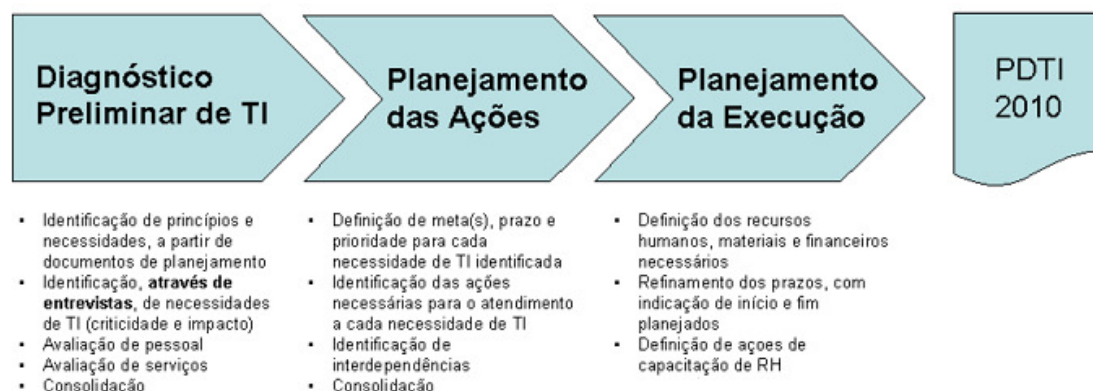 Diagnóstico
Preliminar de TI
Planejamento
das Ações
Planejamento
da Execução
PDTI
2010
▪ Identificação de princípios e
necessidades, a partir de
documentos de planejamento
▪ Identificação, através de
entrevistas, de necessidades
de TI (criticidade e impacto)
▪ Avaliação de pessoal
▪ Avaliação de serviços
▪ Consolidação
▪ Definição de meta(s), prazo e
prioridade para cada
necessidade de TI identificada
▪ Identificação das ações
necessárias para o atendimento
a cada necessidade de TI
▪ Identificação de
interdependências
▪ Consolidação
▪ Definição dos recursos
humanos, materiais e financeiros
necessários
▪ Refinamento dos prazos, com
indicação de início e fim
planejados
▪ Definição de açoes de
capacitação de RH